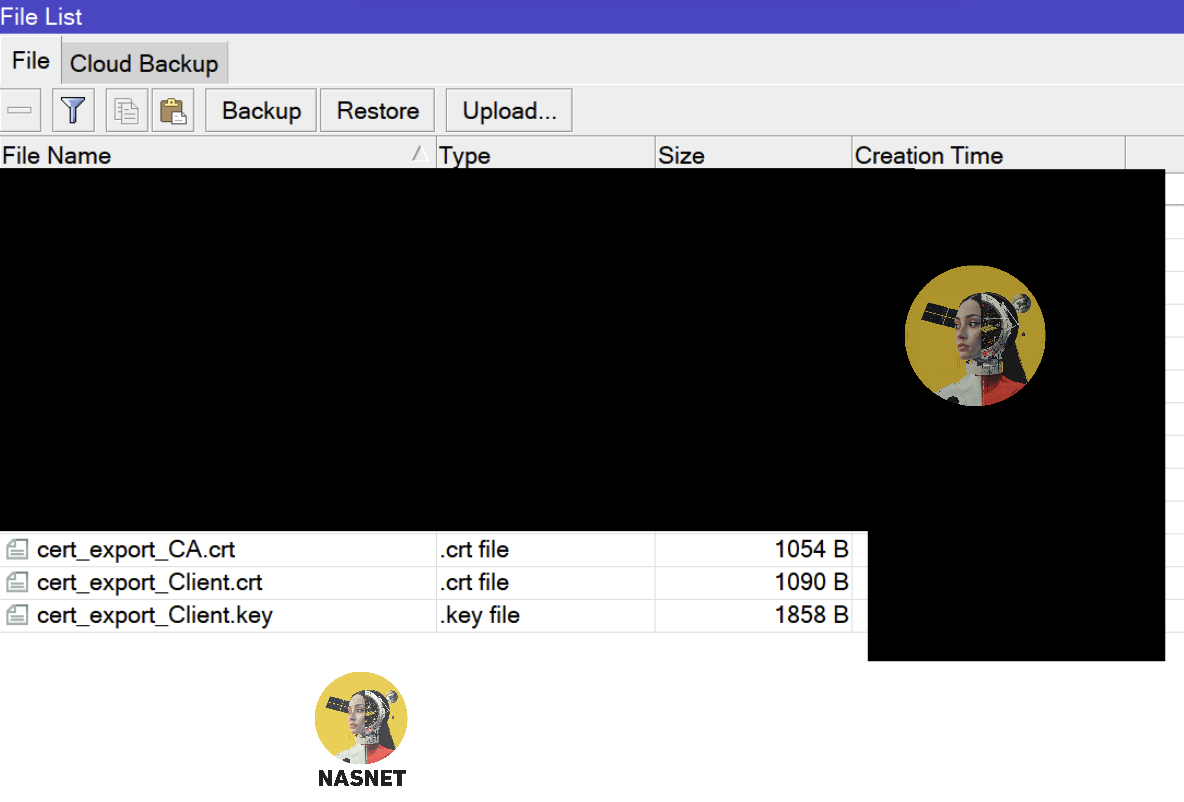 File List
File Cloud Backup
Backup Restore Upload...
File Name Type Size Creation Time
cert_export_CA.crt .crt file 1054 B
cert_export_Client.crt .crt file 1090 B
cert_export_Client.key .key file 1858 B
NASNET